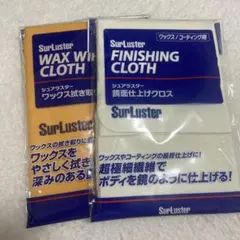 SurLuster
WAX WI
CLOTH
シュアラスター
ワックス拭き取
SurLuster
ワックスの拭き取りに最
ワックスを
やさしく拭き
深みのある
ワックス/コーティング用
SurLuster
FINISHING
CLOTH
シュアラスター
鏡面仕上げクロス
SurLuster
ワックスやコーティングの最終仕上げに!
超極細繊維で
ボディを鏡のように仕上げる!